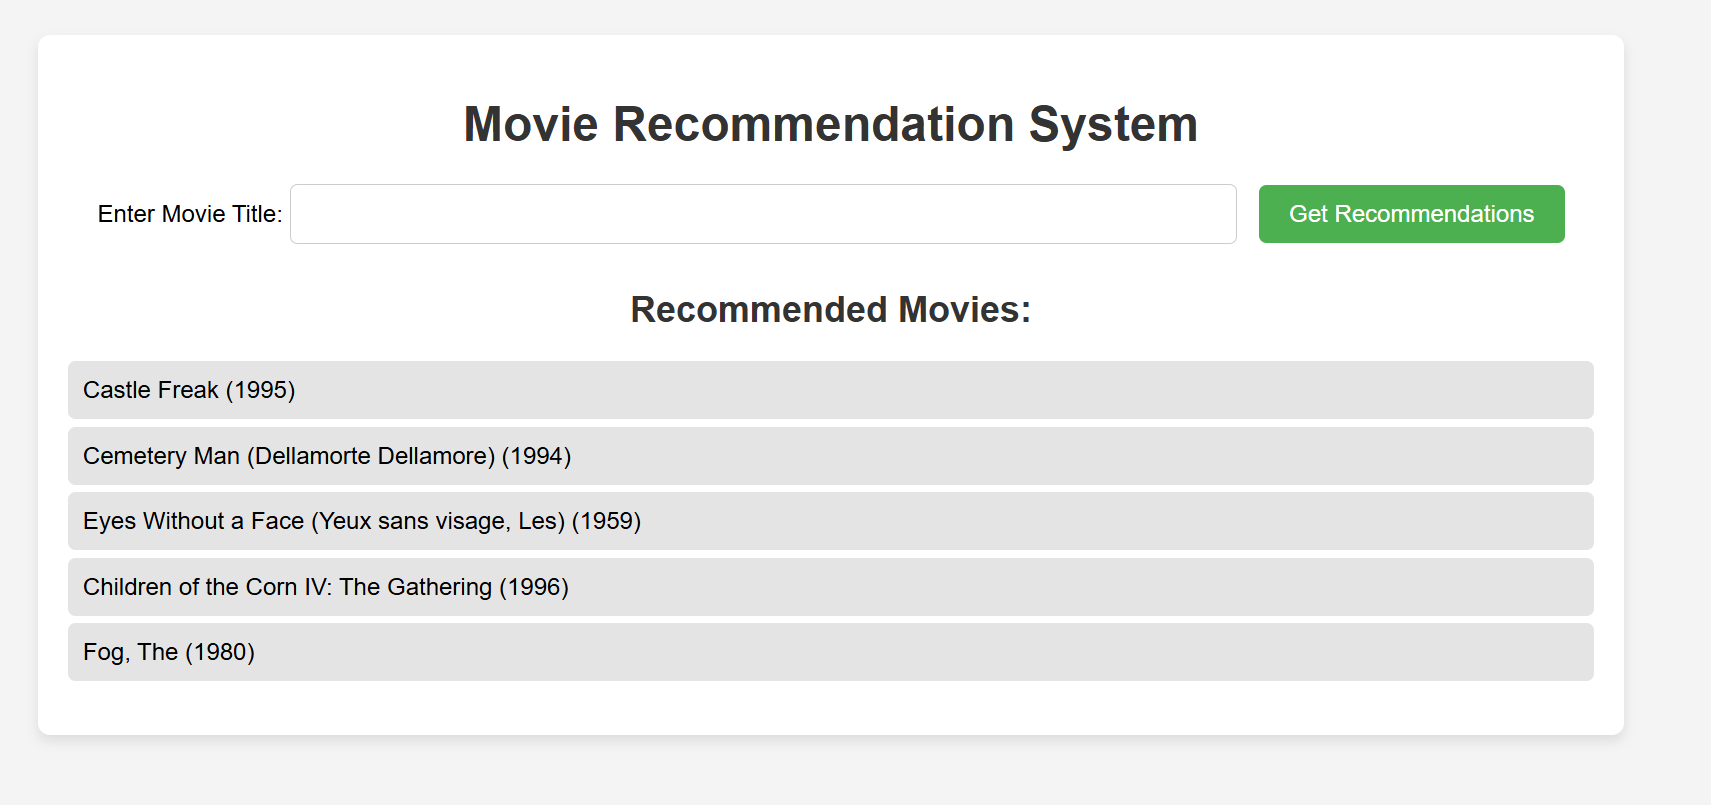 Movie Recommendation System
Enter Movie Title: Get Recommendations
Recommended Movies:
Castle Freak (1995)
Cemetery Man (Dellamorte Dellamore) (1994)
Eyes Without a Face (Yeux sans visage, Les) (1959)
Children of the Corn IV: The Gathering (1996)
Fog, The (1980)